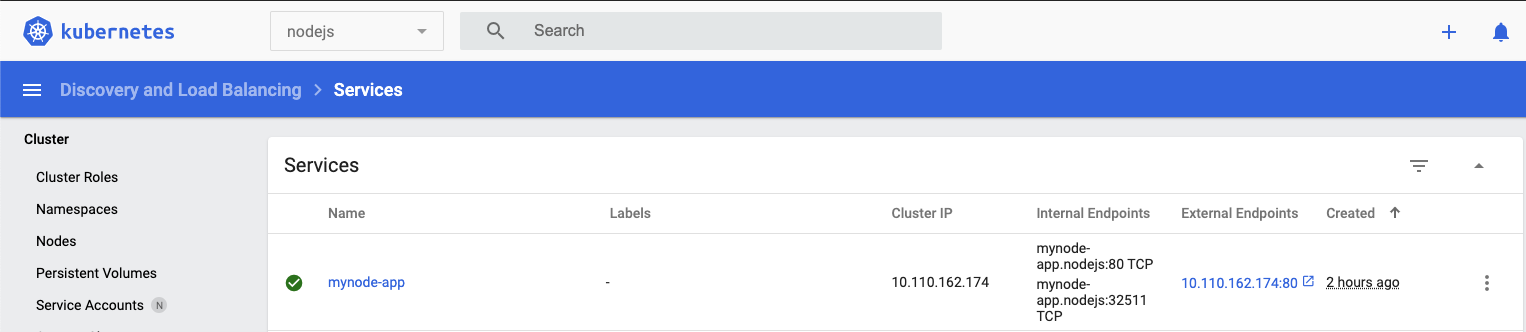 kubernetes
nodejs
Search
Discovery and Load Balancing > Services
Cluster
Cluster Roles
Namespaces
Nodes
Persistent Volumes
Service Accounts N
Services
Name Labels Cluster IP Internal Endpoints External Endpoints Created
mynode-app - 10.110.162.174
mynode-
app.nodejs:80 TCP
mynode-
app.nodejs:32511
TCP
10.110.162.174:80
2 hours ago